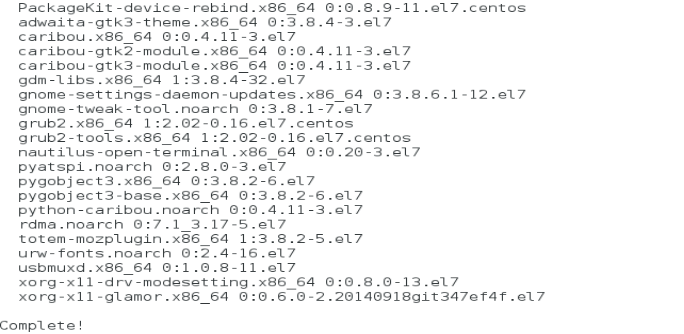 PackageKit-device-rebind.x86_64 0:0.8.9-11.el7.centos
adwaita-gtk3-theme.x86_64 0:3.8.4-3.el7
caribou.x86_64 0:0.4.11-3.el7
caribou-gtk2-module.x86_64 0:0.4.11-3.el7
caribou-gtk3-module.x86_64 0:0.4.11-3.el7
gdm-libs.x86_64 1:3.8.4-32.el7
gnome-settings-daemon-updates.x86_64 0:3.8.6.1-12.el7
gnome-tweak-tool.noarch 0:3.8.1-7.el7
grub2.x86_64 1:2.02-0.16.el7.centos
grub2-tools.x86_64 1:2.02-0.16.el7.centos
nautilus-open-terminal.x86_64 0:0.20-3.el7
pyatspi.noarch 0:2.8.0-3.el7
pygobject3.x86_64 0:3.8.2-6.el7
pygobject3-base.x86_64 0:3.8.2-6.el7
python-caribou.noarch 0:0.4.11-3.el7
rdma.noarch 0:7.1_3.17-5.el7
totem-mozplugin.x86_64 1:3.8.2-5.el7
urw-fonts.noarch 0:2.4-16.el7
usbmuxd.x86_64 0:1.0.8-11.el7
xorg-x11-drv-modesetting.x86_64 0:0.8.0-13.el7
xorg-x11-glamor.x86_64 0:0.6.0-2.20140918git347ef4f.el7
Complete!